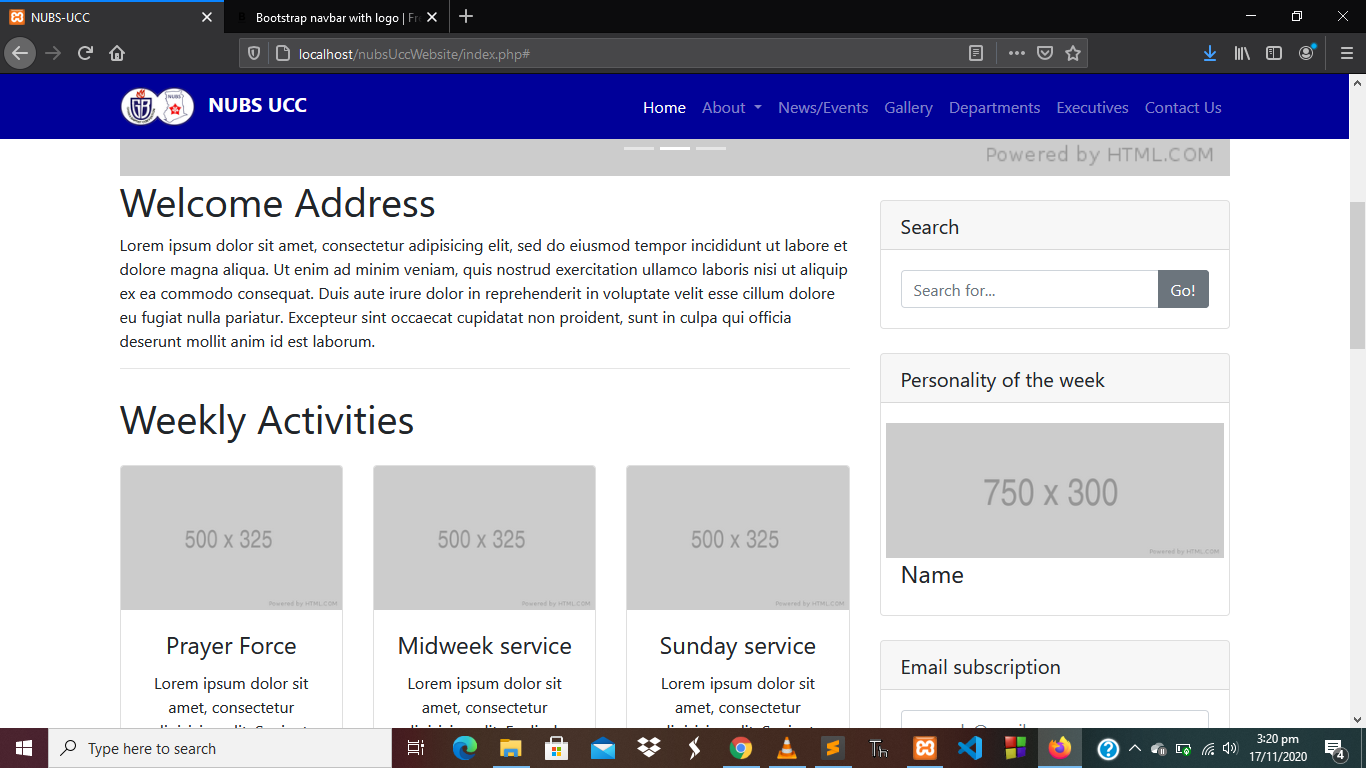 NUBS-UCC
Bootstrap navbar with logo | Fr
localhost/nubsUccWebsite/index.php#
NUBS UCC
Home About News/Events Gallery Departments Executives Contact Us
Powered by HTML.COM
Welcome Address
Lorem ipsum dolor sit amet, consectetur adipisicing elit, sed do eiusmod tempor incididunt ut labore et
dolore magna aliqua. Ut enim ad minim veniam, quis nostrud exercitation ullamco laboris nisi ut aliquip
ex ea commodo consequat. Duis aute irure dolor in reprehenderit in voluptate velit esse cillum dolore
eu fugiat nulla pariatur. Excepteur sint occaecat cupidatat non proident, sunt in culpa qui officia
deserunt mollit anim id est laborum.
Weekly Activities
500 x 325
Powered by HTML.COM
Prayer Force
Lorem ipsum dolor sit
amet, consectetur
500 x 325
Powered by HTML.COM
Midweek service
Lorem ipsum dolor sit
amet, consectetur
500 x 325
Powered by HTML.COM
Sunday service
Lorem ipsum dolor sit
amet, consectetur
Search
Search for...
Go!
Personality of the week
750 x 300
Powered by HTML.COM
Name
Email subscription
Type here to search
3:20 pm
17/11/2020
4